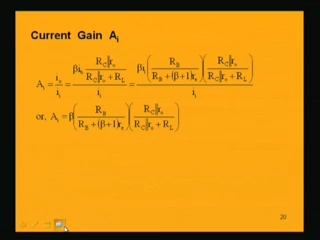 Current Gain A_i
A_i = i_o / i_i = βi_b (R_C||r_o / (R_C||r_o + R_L)) / i_i = βi_i (R_B / (R_B + (β+1)r_e)) (R_C||r_o / (R_C||r_o + R_L)) / i_i
or, A_i = β (R_B / (R_B + (β+1)r_e)) (R_C||r_o / (R_C||r_o + R_L))
20